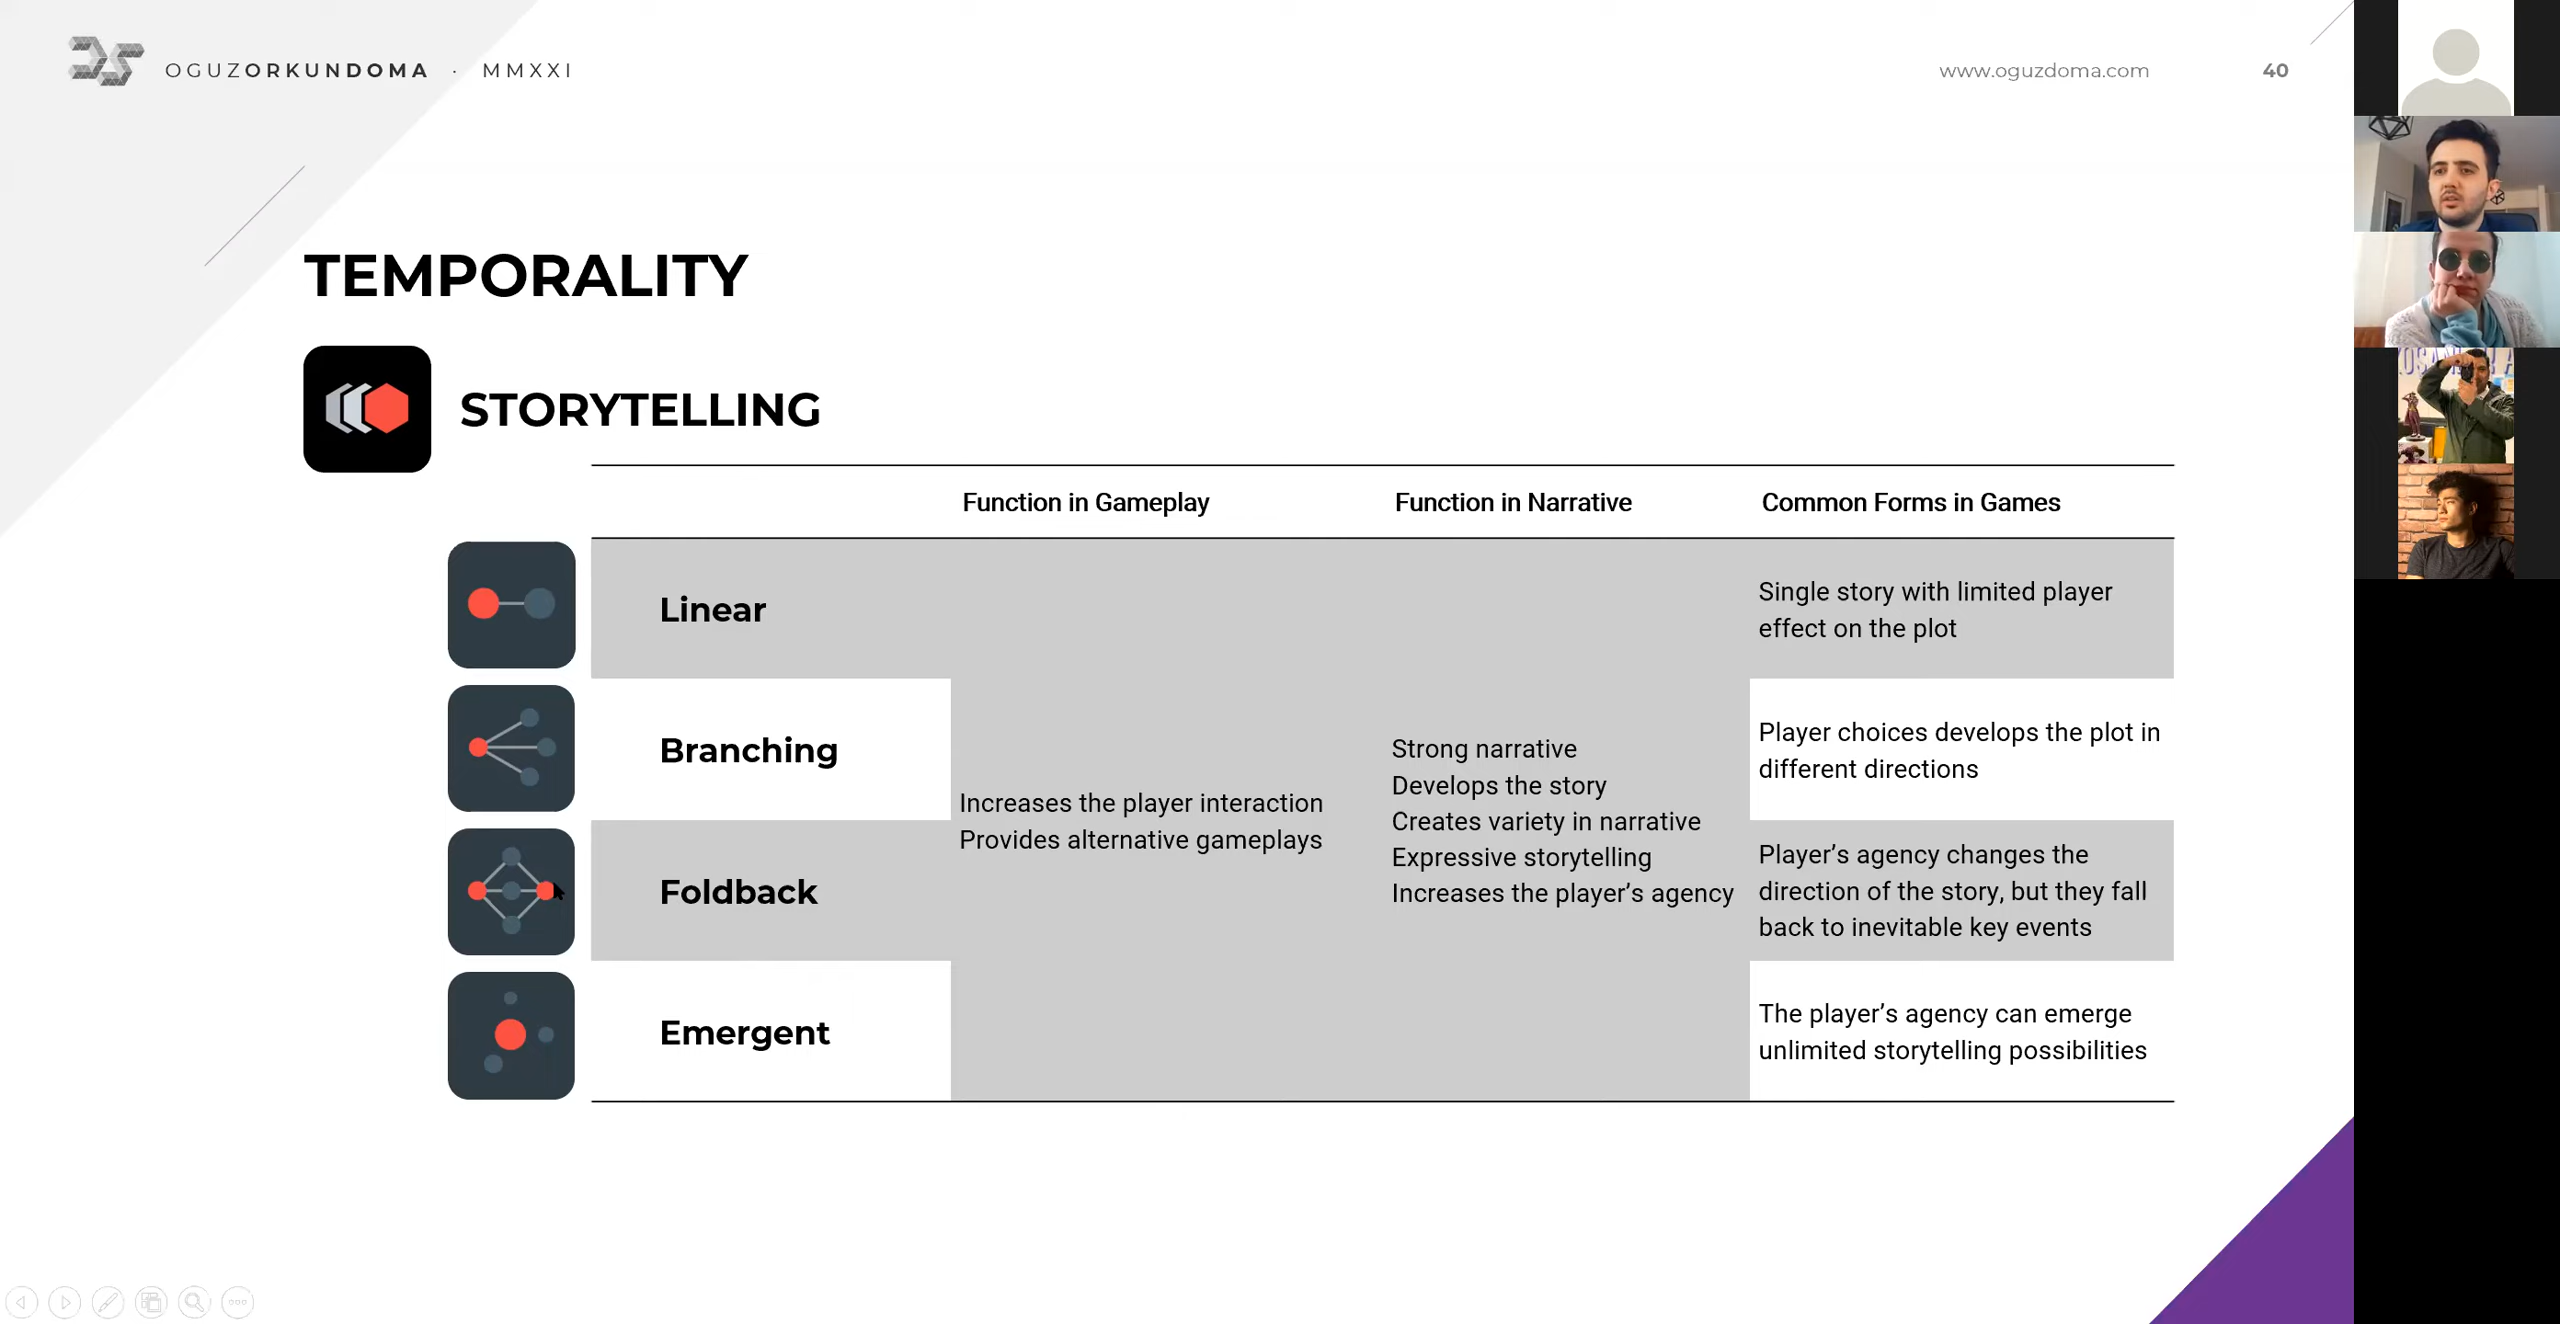 OGUZORKUNDOMA · MMXXI
www.oguzdoma.com
40
TEMPORALITY
STORYTELLING
Function in Gameplay
Function in Narrative
Common Forms in Games
Linear
Single story with limited player
effect on the plot
Branching
Player choices develops the plot in
different directions
Increases the player interaction
Provides alternative gameplays
Strong narrative
Develops the story
Creates variety in narrative
Expressive storytelling
Increases the player’s agency
Foldback
Player’s agency changes the
direction of the story, but they fall
back to inevitable key events
Emergent
The player’s agency can emerge
unlimited storytelling possibilities